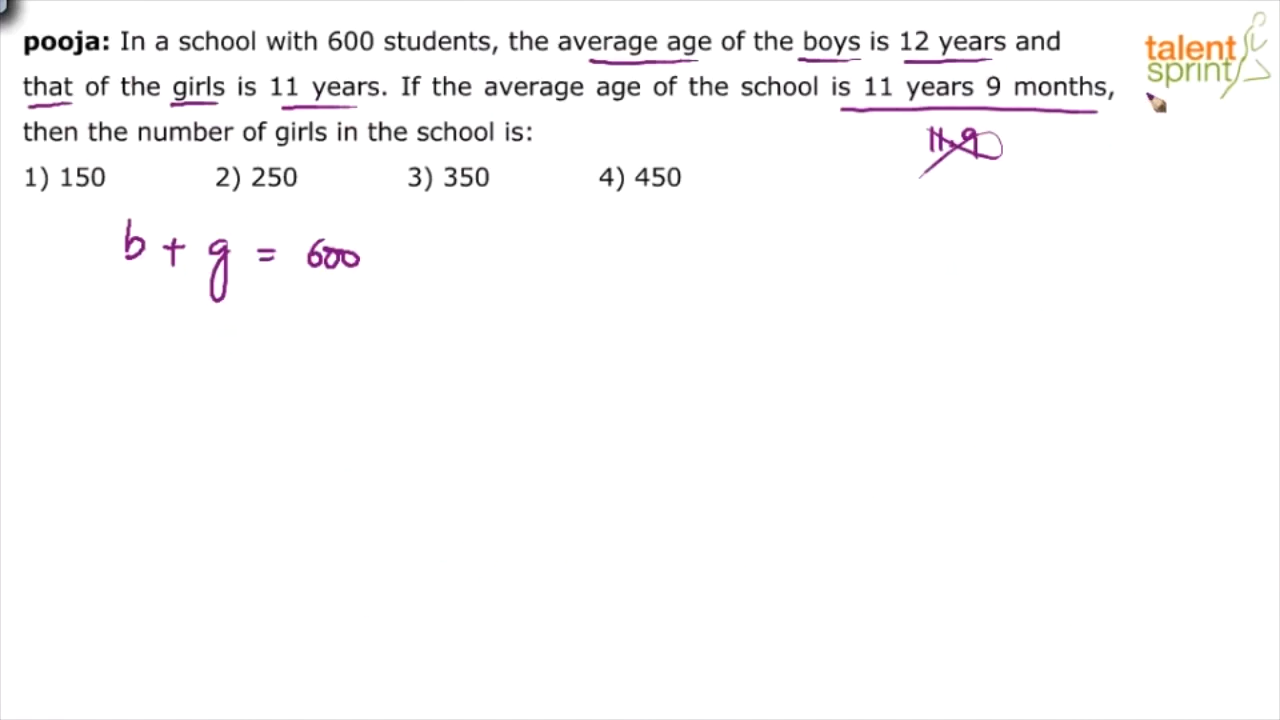 pooja: In a school with 600 students, the average age of the boys is 12 years and
that of the girls is 11 years. If the average age of the school is 11 years 9 months,
then the number of girls in the school is:
1) 150 2) 250 3) 350 4) 450
talent
sprint
11.9
b + g = 600